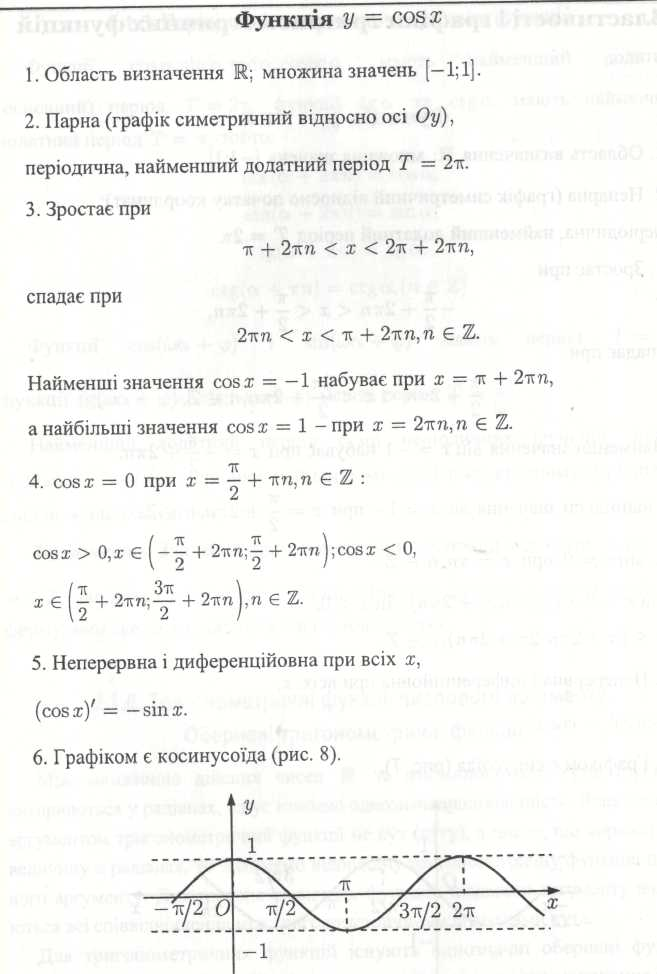 Функція y = cos x
1. Область визначення ℝ; множина значень [−1;1].
2. Парна (графік симетричний відносно осі Oy),
періодична, найменший додатний період T = 2π.
3. Зростає при
π + 2πn < x < 2π + 2πn,
спадає при
2πn < x < π + 2πn, n ∈ ℤ.
Найменші значення cos x = −1 набуває при x = π + 2πn,
а найбільші значення cos x = 1 – при x = 2πn, n ∈ ℤ.
4. cos x = 0 при x = π/2 + πn, n ∈ ℤ :
cos x > 0, x ∈ (−π/2 + 2πn; π/2 + 2πn); cos x < 0,
x ∈ (π/2 + 2πn; 3π/2 + 2πn), n ∈ ℤ.
5. Неперервна і диференційовна при всіх x,
(cos x)′ = − sin x.
6. Графіком є косинусоїда (рис. 8).
y
1
π
−π/2 O π/2 3π/2 2π x
−1